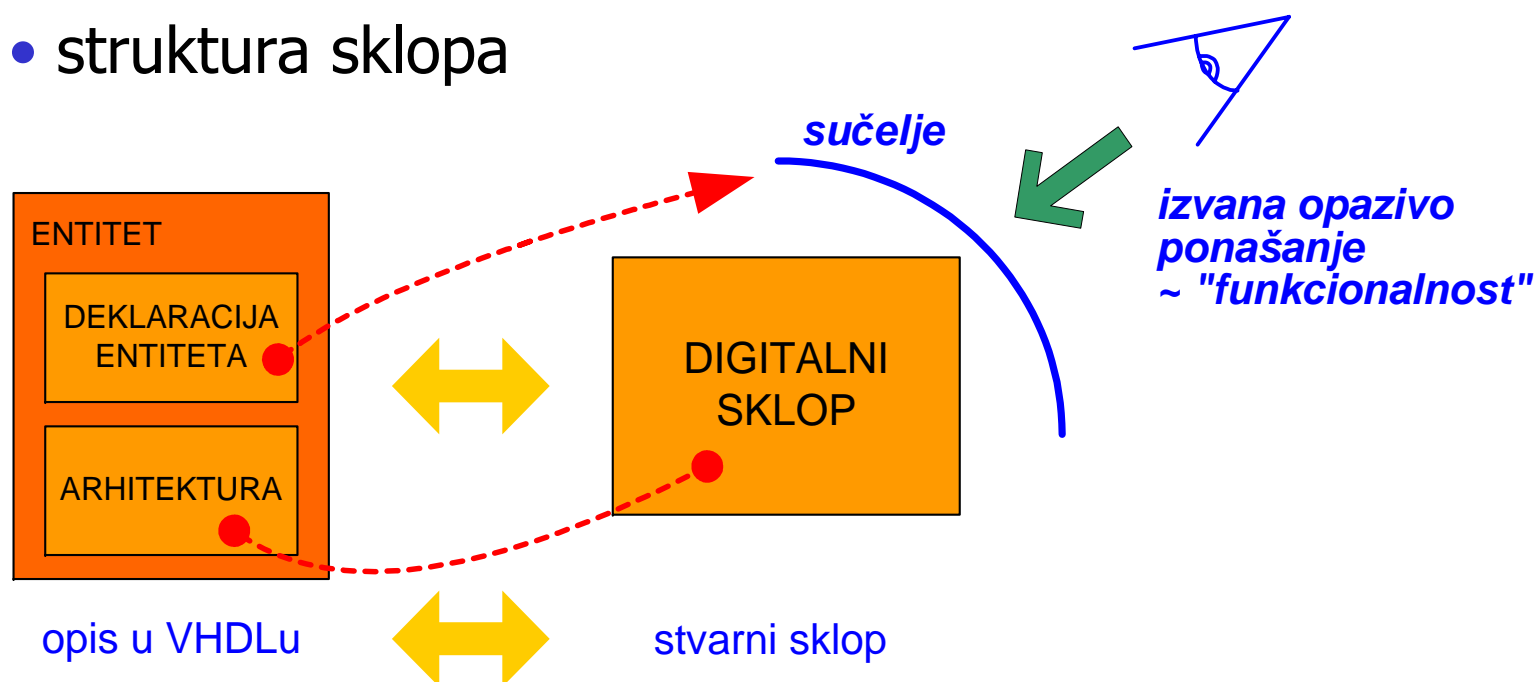 • struktura sklopa
sučelje
izvana opazivo
ponašanje
~ "funkcionalnost"
ENTITET
DEKLARACIJA
ENTITETA
ARHITEKTURA
DIGITALNI
SKLOP
opis u VHDLu
stvarni sklop